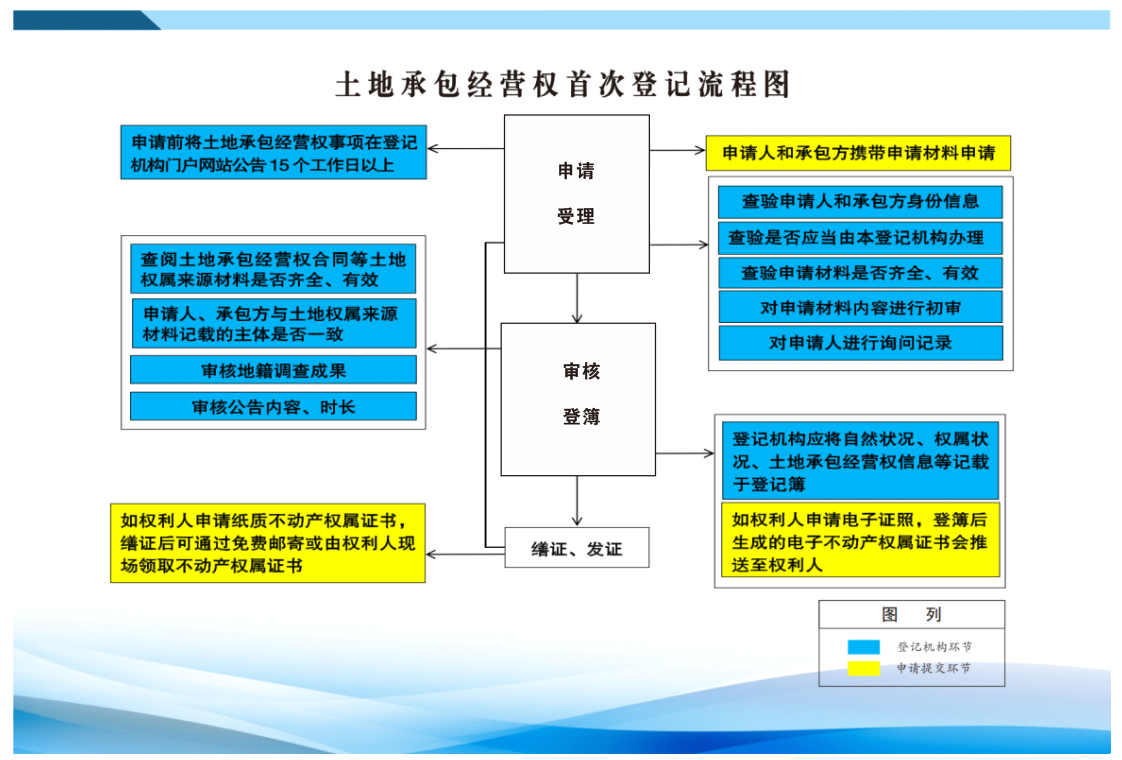 土地承包经营权首次登记流程图
申请前将土地承包经营权事项在登记
机构门户网站公告15个工作日以上
申请
受理
申请人和承包方携带申请材料申请
查验申请人和承包方身份信息
查验是否应当由本登记机构办理
查验申请材料是否齐全、有效
对申请材料内容进行初审
对申请人进行询问记录
查阅土地承包经营权合同等土地
权属来源材料是否齐全、有效
申请人、承包方与土地权属来源
材料记载的主体是否一致
审核地籍调查成果
审核公告内容、时长
审核
登簿
登记机构应将自然状况、权属状
况、土地承包经营权信息等记载
于登记簿
如权利人申请电子证照，登簿后
生成的电子不动产权属证书会推
送至权利人
如权利人申请纸质不动产权属证书，
缮证后可通过免费邮寄或由权利人现
场领取不动产权属证书
缮证、发证
图 列
登记机构环节
申请提交环节